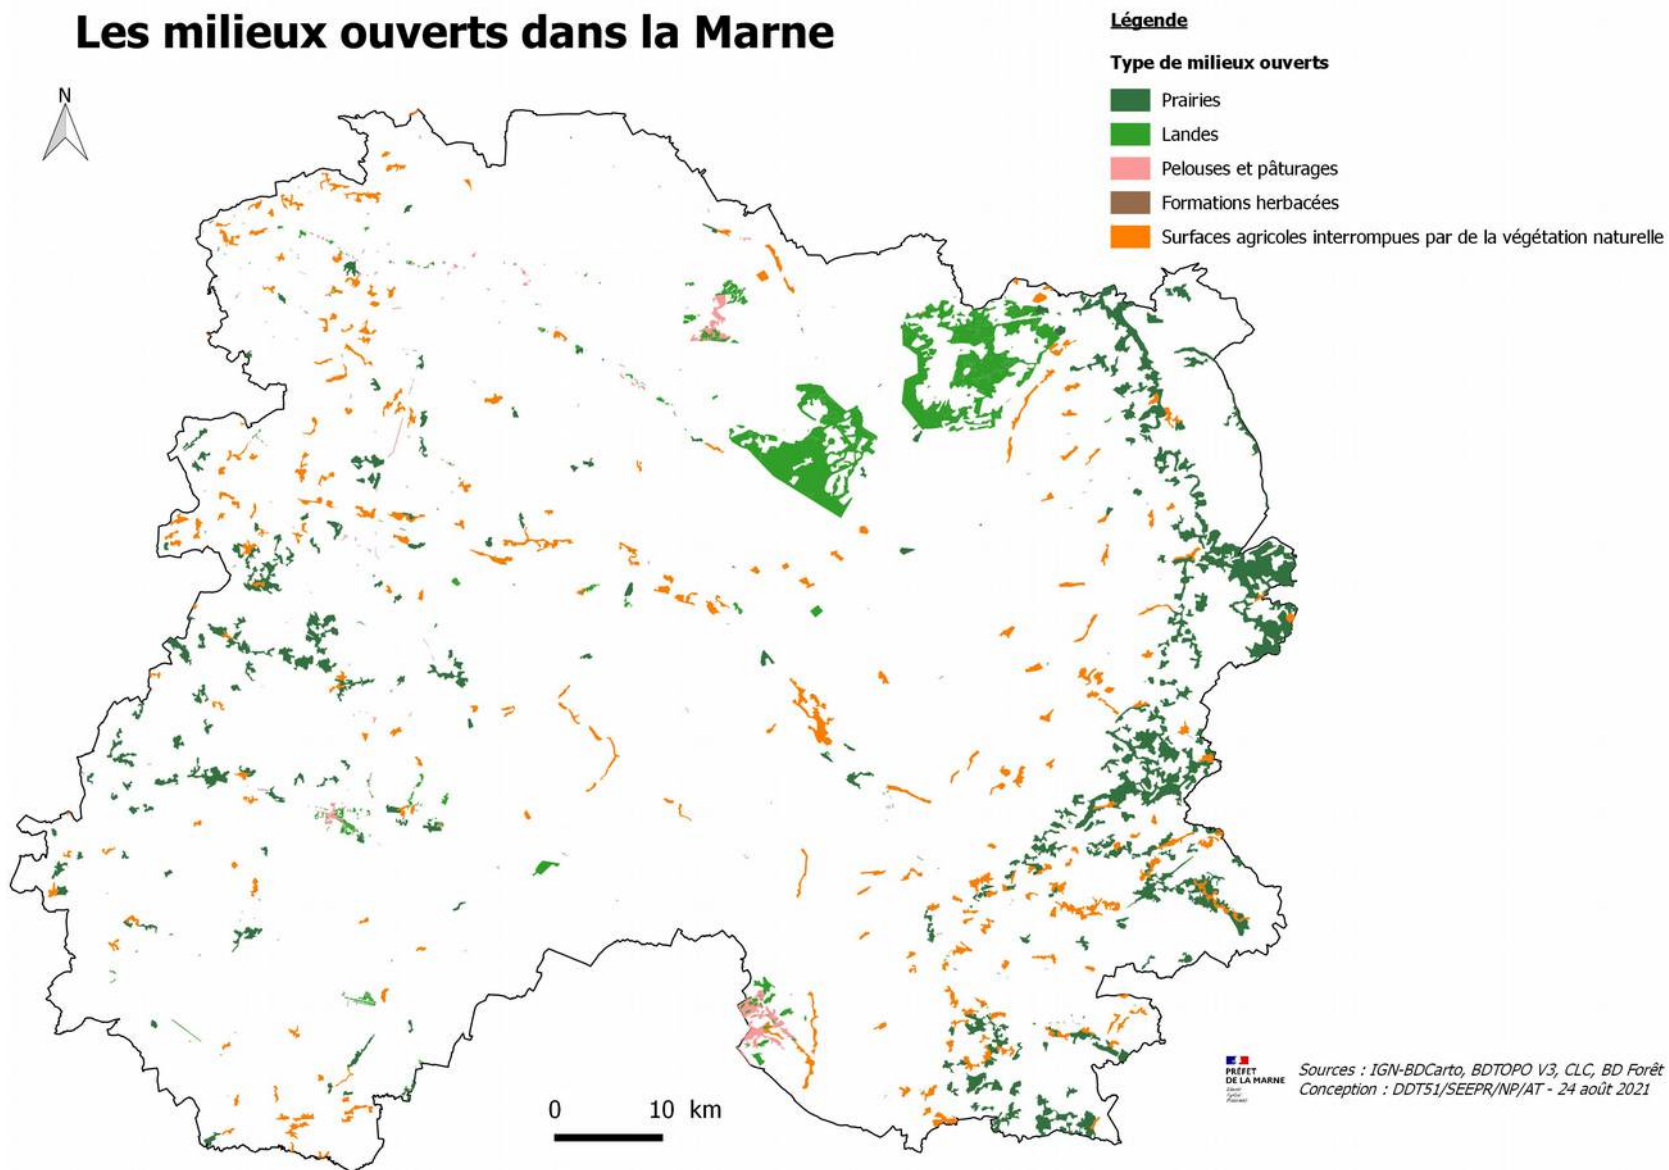 Les milieux ouverts dans la Marne
Légende
Type de milieux ouverts
Prairies
Landes
Pelouses et pâturages
Formations herbacées
Surfaces agricoles interrompues par de la végétation naturelle
N
0 10 km
PRÉFET
DE LA MARNE
Sources : IGN-BDCarto, BDTOPO V3, CLC, BD Forêt
Conception : DDT51/SEEPR/NP/AT - 24 août 2021